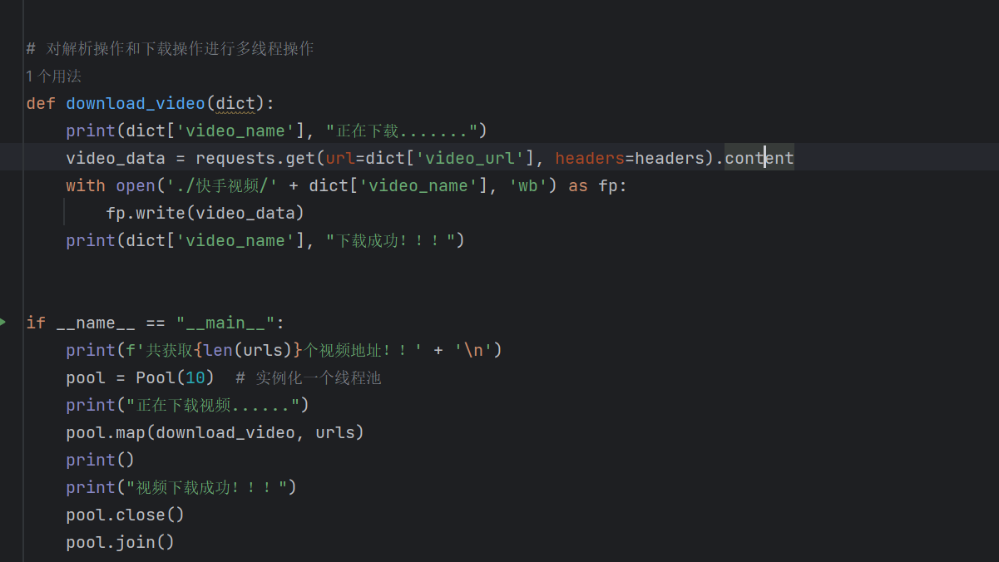 # 对解析操作和下载操作进行多线程操作
1个用法
def download_video(dict):
    print(dict['video_name'], "正在下载.......")
    video_data = requests.get(url=dict['video_url'], headers=headers).content
    with open('./快手视频/' + dict['video_name'], 'wb') as fp:
        fp.write(video_data)
    print(dict['video_name'], "下载成功!!!")
if __name__ == "__main__":
    print(f'共获取{len(urls)}个视频地址!!' + '\n')
    pool = Pool(10)  # 实例化一个线程池
    print("正在下载视频......")
    pool.map(download_video, urls)
    print()
    print("视频下载成功!!!")
    pool.close()
    pool.join()